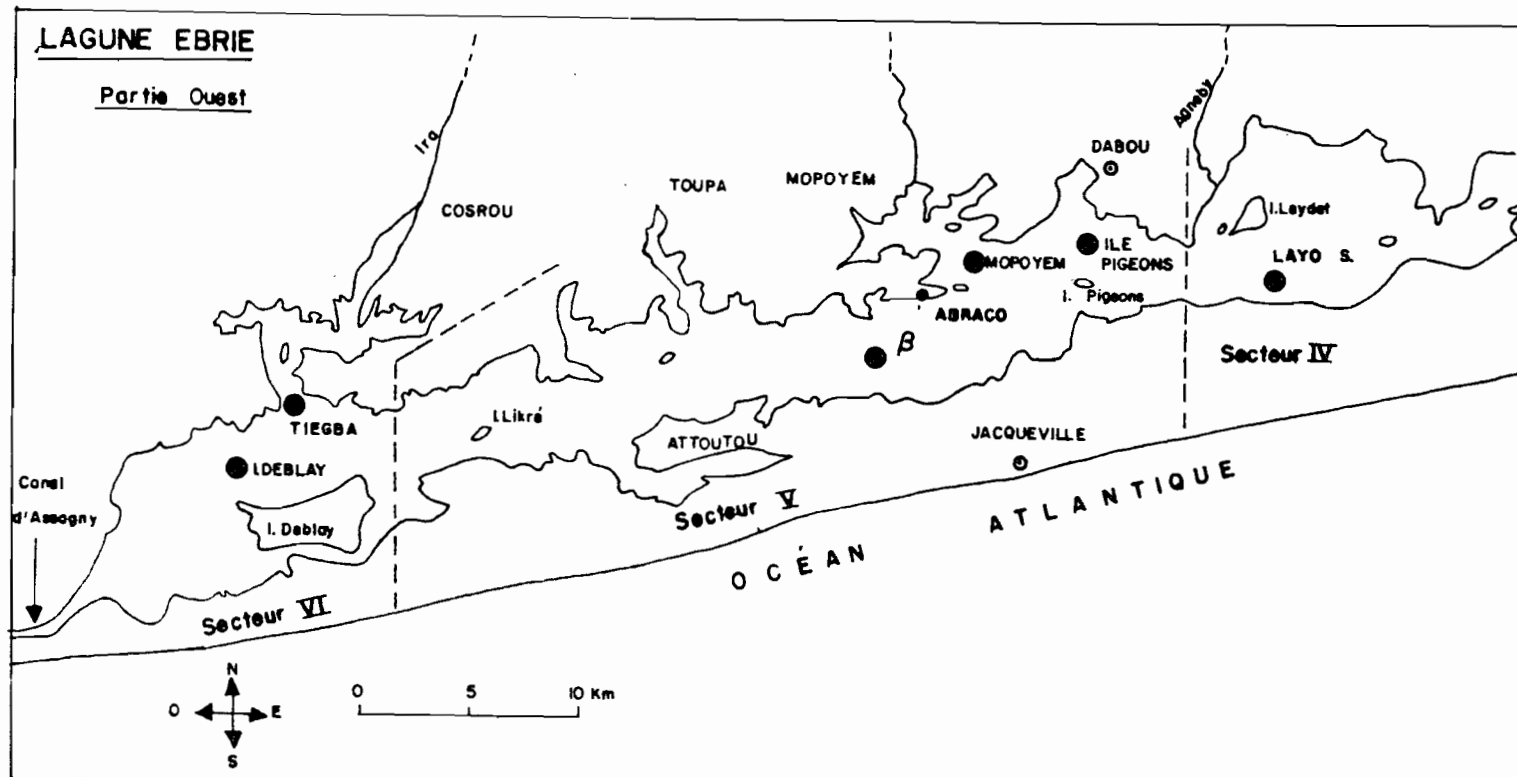 LAGUNE EBRIE
Partie Ouest
Ira
Agneby
DABOU
COSROU
TOUPA
MOPOYEM
I.Leydet
ILE
PIGEONS
MOPOYEM
LAYO S.
I. Pigeons
ABRACO
β
Secteur IV
TIEGBA
I.Likré
ATTOUTOU
JACQUEVILLE
I.DEBLAY
Canal
d'Assagny
I. Deblay
Secteur V
OCÉAN ATLANTIQUE
Secteur VI
N
O
E
S
0
5
10 Km